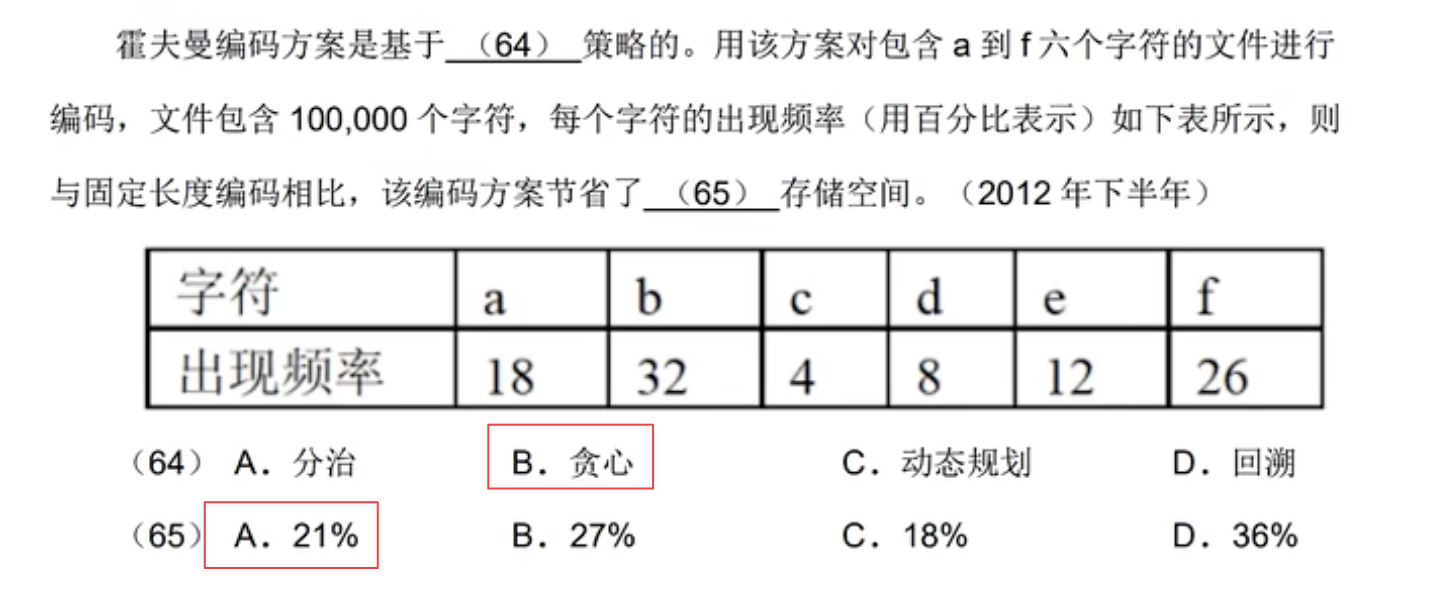 霍夫曼编码方案是基于 （64） 策略的。用该方案对包含 a 到 f 六个字符的文件进行
编码，文件包含 100,000 个字符，每个字符的出现频率（用百分比表示）如下表所示，则
与固定长度编码相比，该编码方案节省了 （65） 存储空间。（2012 年下半年）
字符 a b c d e f
出现频率 18 32 4 8 12 26
（64） A．分治 B．贪心 C．动态规划 D．回溯
（65） A．21% B．27% C．18% D．36%